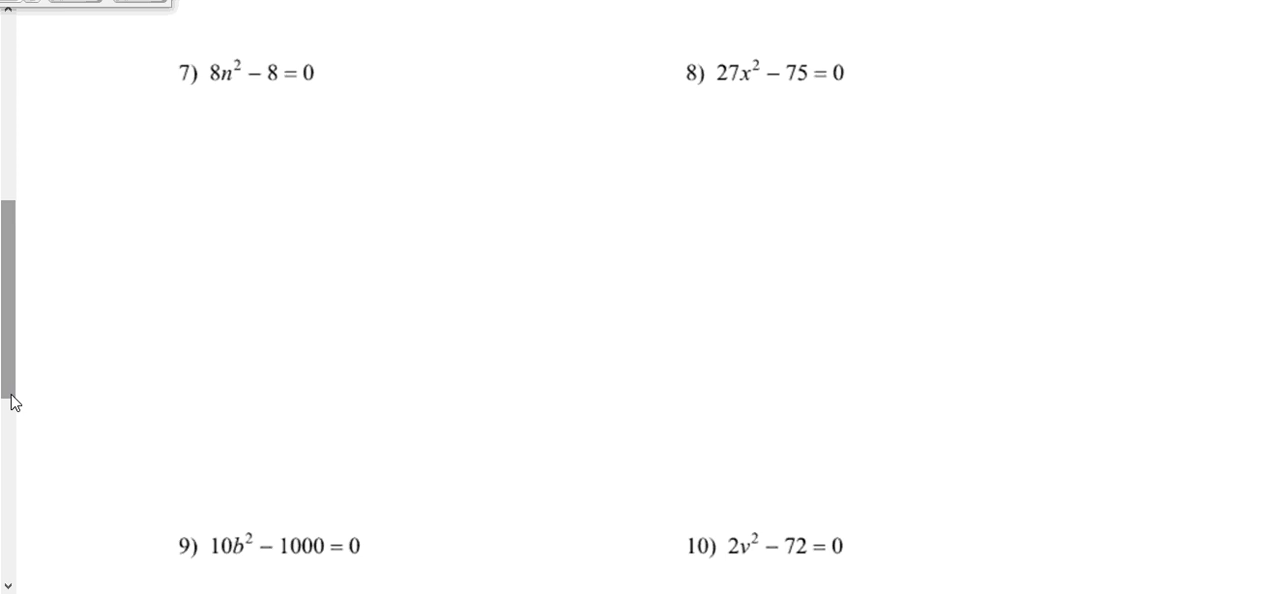 7) 8n² – 8 = 0
8) 27x² – 75 = 0
9) 10b² – 1000 = 0
10) 2v² – 72 = 0